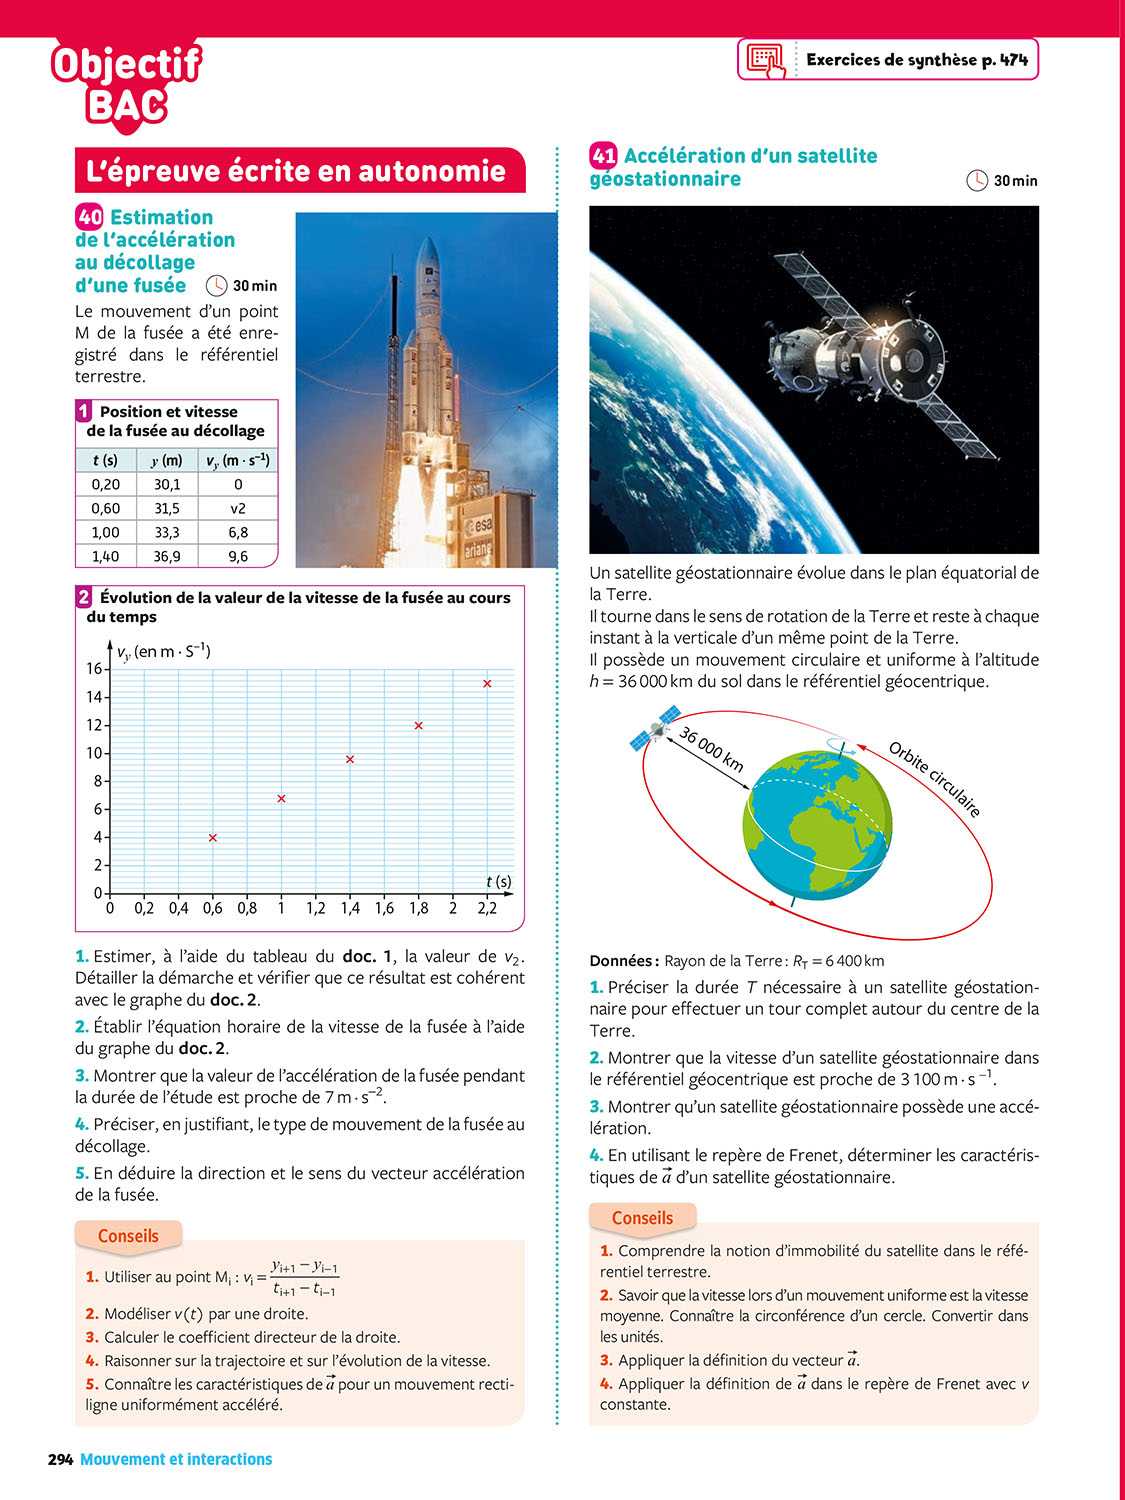 Objectif
BAC
Exercices de synthèse p. 474
L'épreuve écrite en autonomie
40 Estimation
de l'accélération
au décollage
d'une fusée 30 min
Le mouvement d'un point
M de la fusée a été enre-
gistré dans le référentiel
terrestre.
1 Position et vitesse
de la fusée au décollage
t (s) y (m) vy (m · s–1)
0,20 30,1 0
0,60 31,5 v2
1,00 33,3 6,8
1,40 36,9 9,6
esa
ariane
2 Évolution de la valeur de la vitesse de la fusée au cours
du temps
vy (en m · S–1)
16
14
12
10
8
6
4
2
0
t (s)
0 0,2 0,4 0,6 0,8 1 1,2 1,4 1,6 1,8 2 2,2
1. Estimer, à l'aide du tableau du doc. 1, la valeur de v2.
Détailler la démarche et vérifier que ce résultat est cohérent
avec le graphe du doc. 2.
2. Établir l'équation horaire de la vitesse de la fusée à l'aide
du graphe du doc. 2.
3. Montrer que la valeur de l'accélération de la fusée pendant
la durée de l'étude est proche de 7 m · s–2.
4. Préciser, en justifiant, le type de mouvement de la fusée au
décollage.
5. En déduire la direction et le sens du vecteur accélération
de la fusée.
Conseils
1. Utiliser au point Mi : vi = (yi+1 – yi–1) / (ti+1 – ti–1)
2. Modéliser v(t) par une droite.
3. Calculer le coefficient directeur de la droite.
4. Raisonner sur la trajectoire et sur l'évolution de la vitesse.
5. Connaître les caractéristiques de a⃗ pour un mouvement recti-
ligne uniformément accéléré.
41 Accélération d'un satellite
géostationnaire 30 min
Un satellite géostationnaire évolue dans le plan équatorial de
la Terre.
Il tourne dans le sens de rotation de la Terre et reste à chaque
instant à la verticale d'un même point de la Terre.
Il possède un mouvement circulaire et uniforme à l'altitude
h = 36 000 km du sol dans le référentiel géocentrique.
36 000 km
Orbite circulaire
Données : Rayon de la Terre : RT = 6 400 km
1. Préciser la durée T nécessaire à un satellite géostation-
naire pour effectuer un tour complet autour du centre de la
Terre.
2. Montrer que la vitesse d'un satellite géostationnaire dans
le référentiel géocentrique est proche de 3 100 m · s –1.
3. Montrer qu'un satellite géostationnaire possède une accé-
lération.
4. En utilisant le repère de Frenet, déterminer les caractéris-
tiques de a⃗ d'un satellite géostationnaire.
Conseils
1. Comprendre la notion d'immobilité du satellite dans le réfé-
rentiel terrestre.
2. Savoir que la vitesse lors d'un mouvement uniforme est la vitesse
moyenne. Connaître la circonférence d'un cercle. Convertir dans
les unités.
3. Appliquer la définition du vecteur a⃗.
4. Appliquer la définition de a⃗ dans le repère de Frenet avec v
constante.
294 Mouvement et interactions